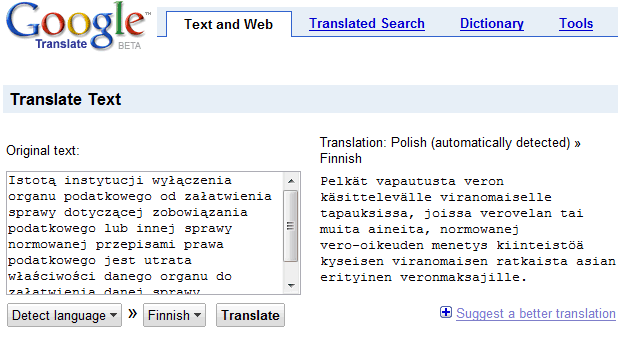 Google™
Translate BETA
Text and Web Translated Search Dictionary Tools
Translate Text
Original text:
Istotą instytucji wyłączenia
organu podatkowego od załatwienia
sprawy dotyczącej zobowiązania
podatkowego lub innej sprawy
normowanej przepisami prawa
podatkowego jest utrata
właściwości danego organu do
załatwienia danej sprawy
Translation: Polish (automatically detected) »
Finnish
Pelkät vapautusta veron
käsittelevälle viranomaiselle
tapauksissa, joissa verovelan tai
muita aineita, normowanej
vero-oikeuden menetys kiinteistöä
kyseisen viranomaisen ratkaista asian
erityinen veronmaksajille.
Detect language » Finnish Translate
Suggest a better translation